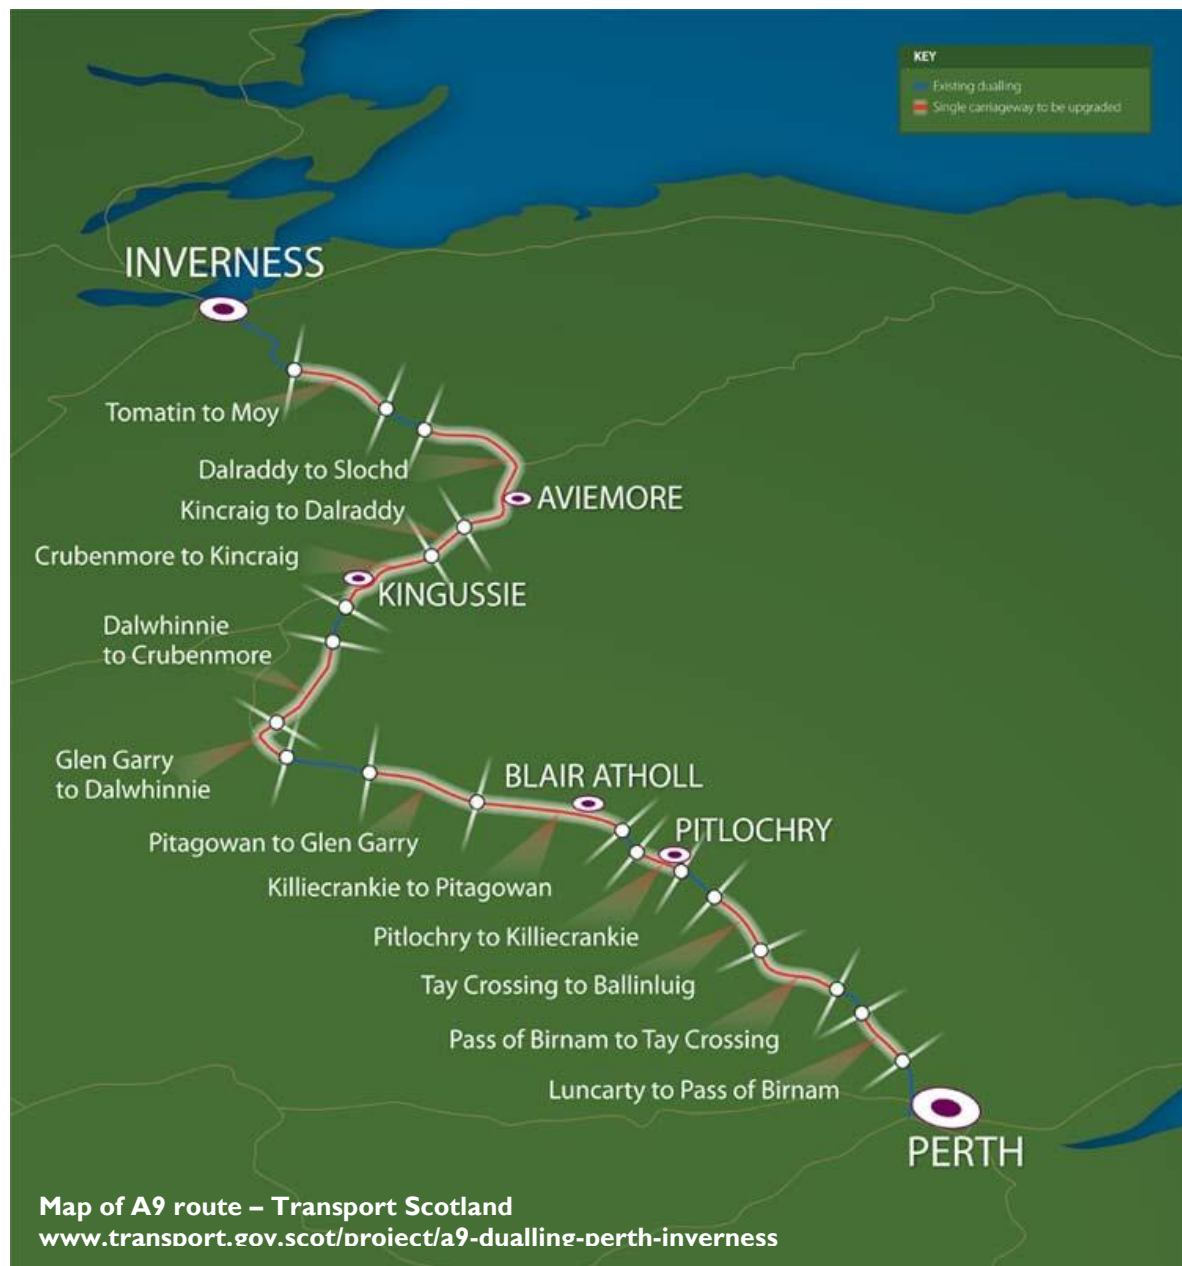 KEY
Existing dualling
Single carriageway to be upgraded
INVERNESS
Tomatin to Moy
Dalraddy to Slochd
AVIEMORE
Kincraig to Dalraddy
Crubenmore to Kincraig
KINGUSSIE
Dalwhinnie
to Crubenmore
Glen Garry
to Dalwhinnie
BLAIR ATHOLL
PITLOCHRY
Pitagowan to Glen Garry
Killiecrankie to Pitagowan
Pitlochry to Killiecrankie
Tay Crossing to Ballinluig
Pass of Birnam to Tay Crossing
Luncarty to Pass of Birnam
PERTH
Map of A9 route – Transport Scotland
www.transport.gov.scot/project/a9-dualling-perth-inverness